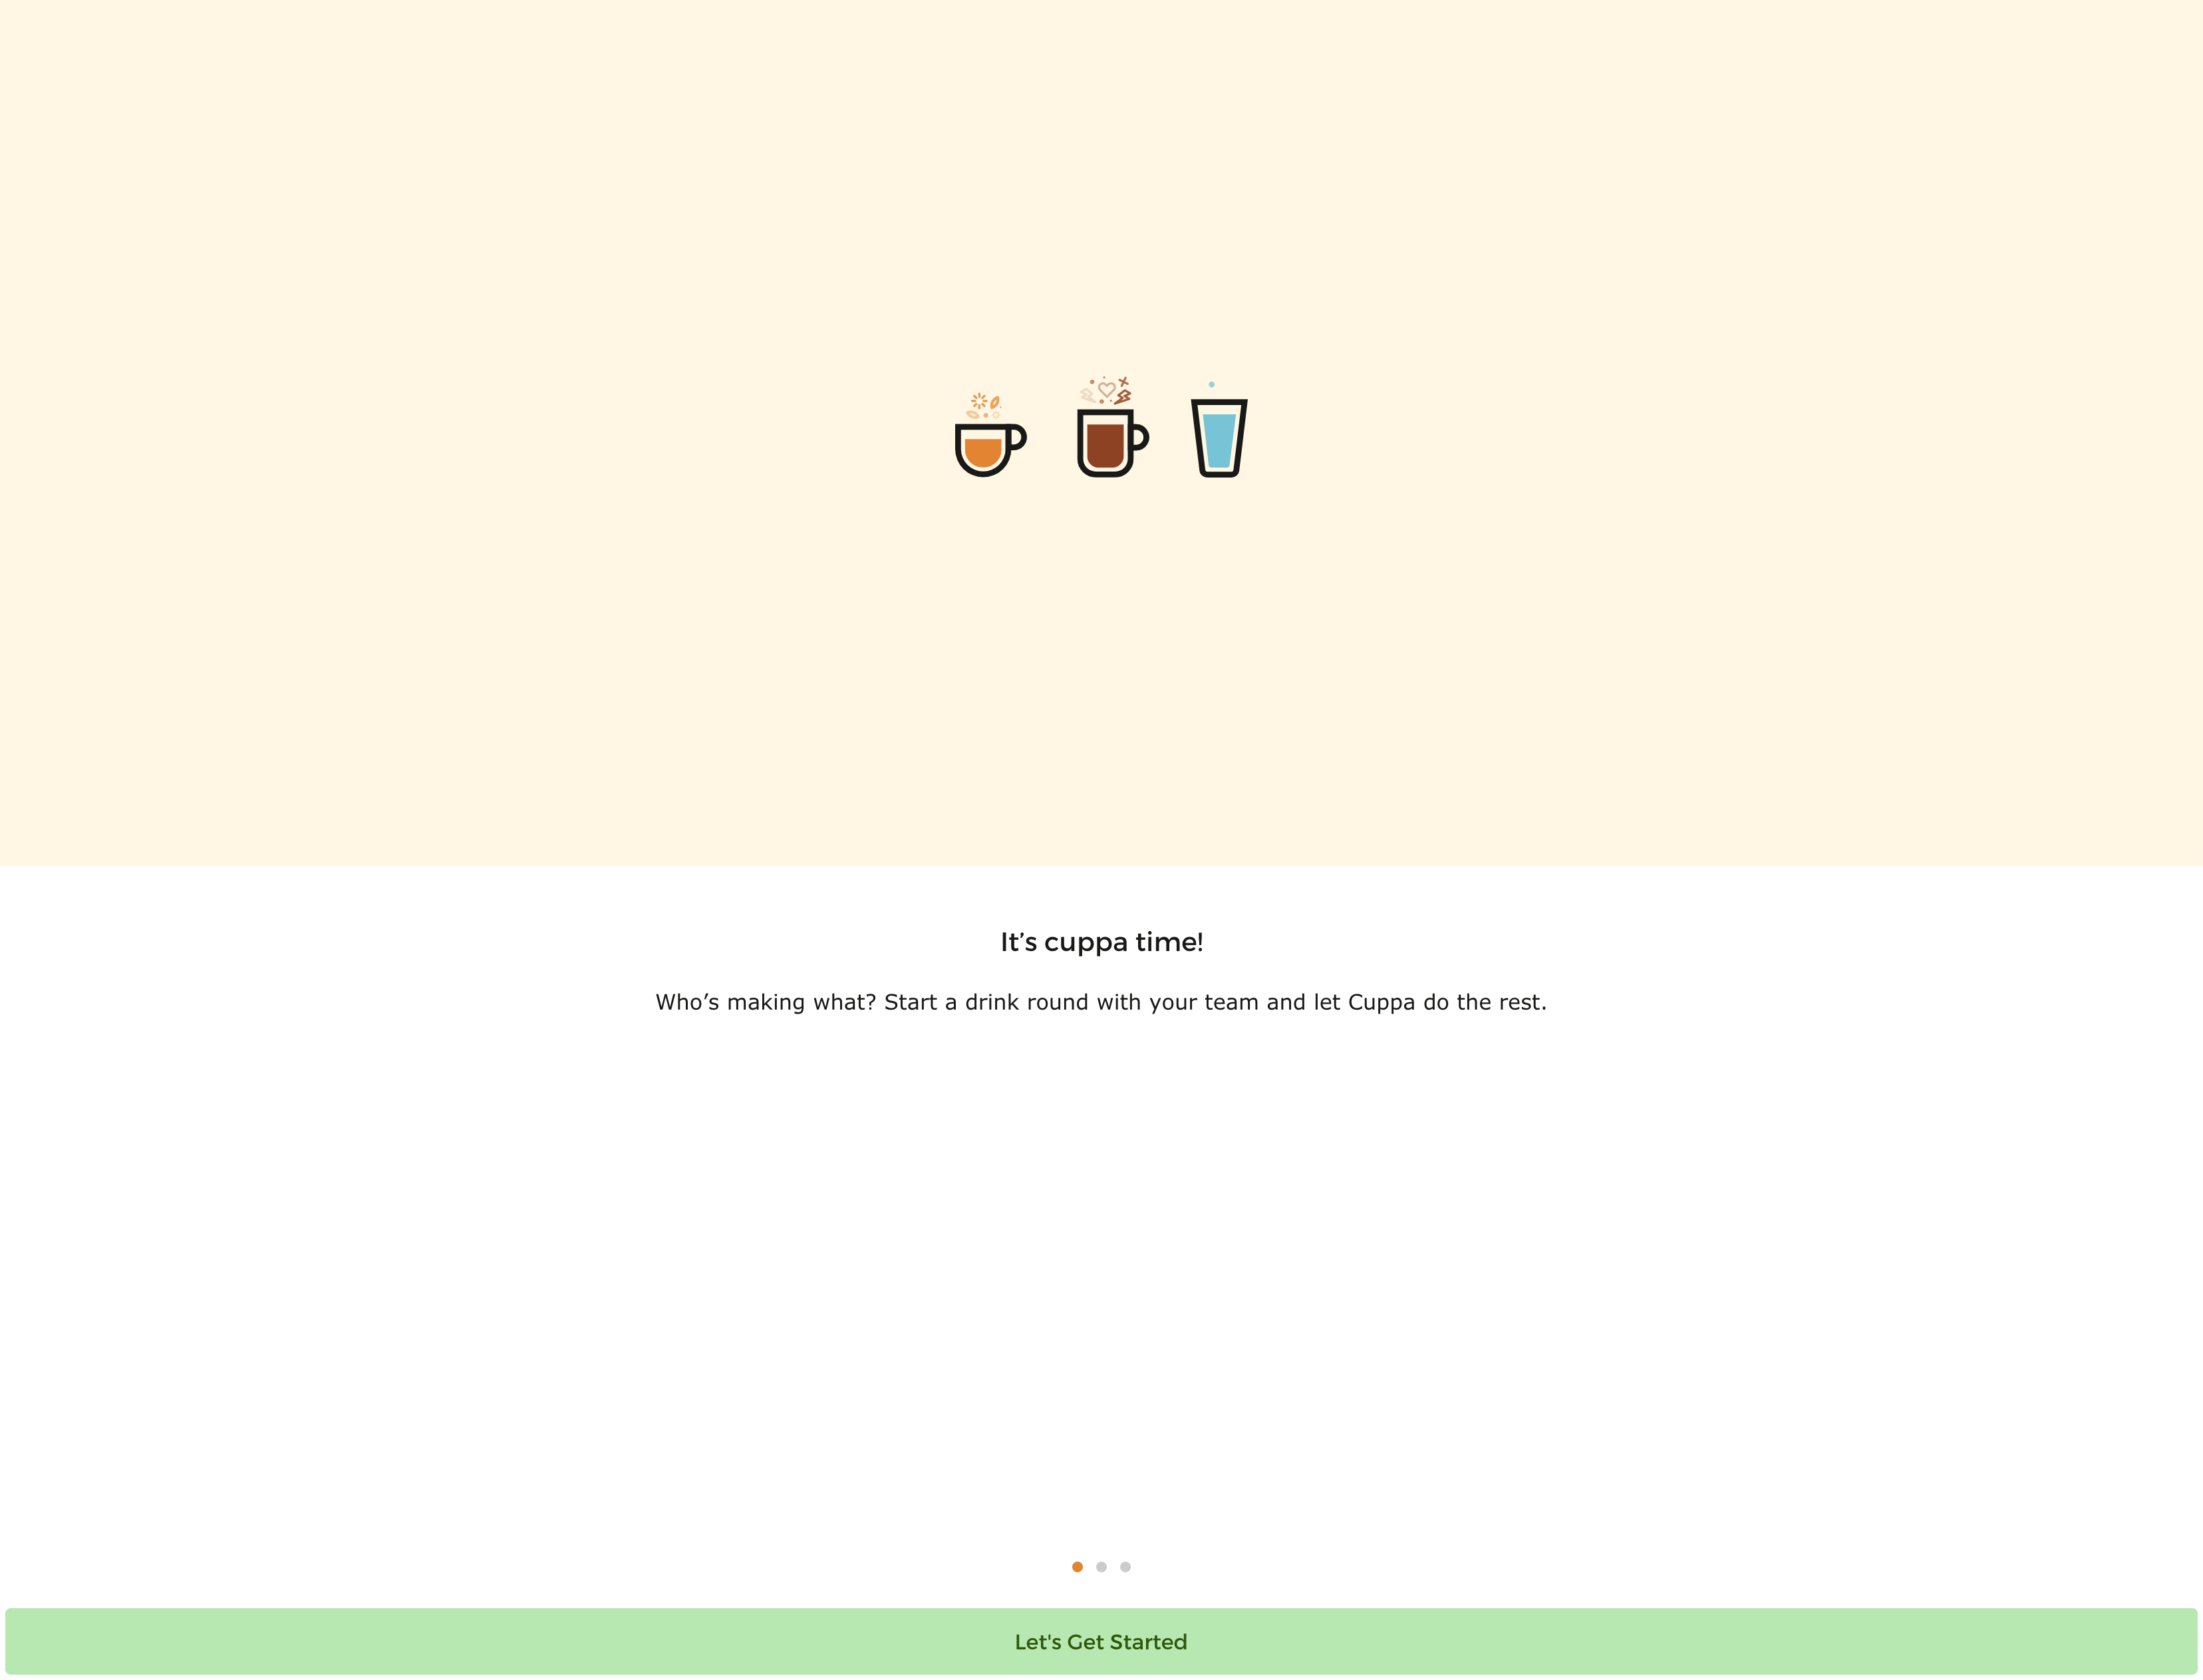 It’s cuppa time!
Who’s making what? Start a drink round with your team and let Cuppa do the rest.
Let's Get Started